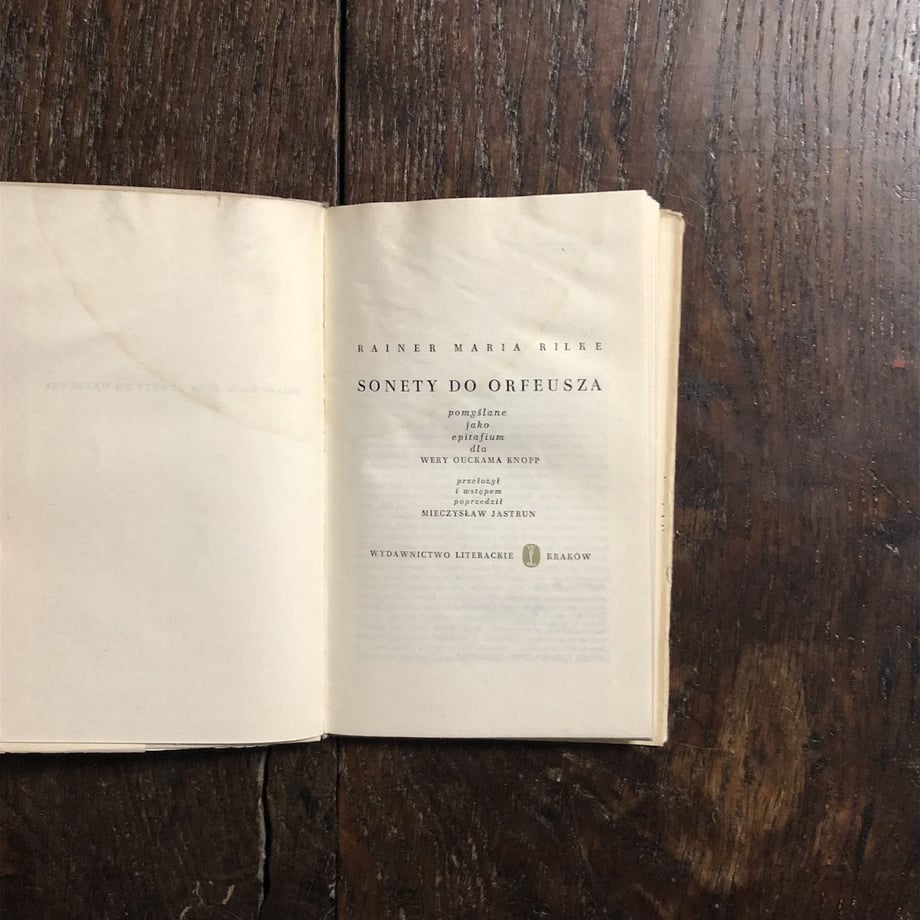 RAINER MARIA RILKE
SONETY DO ORFEUSZA
pomyślane
jako
epitafium
dla
WERY OUCKAMA KNOPP
przełożył
i wstępem
poprzedził
MIECZYSŁAW JASTRUN
WYDAWNICTWO LITERACKIE KRAKÓW